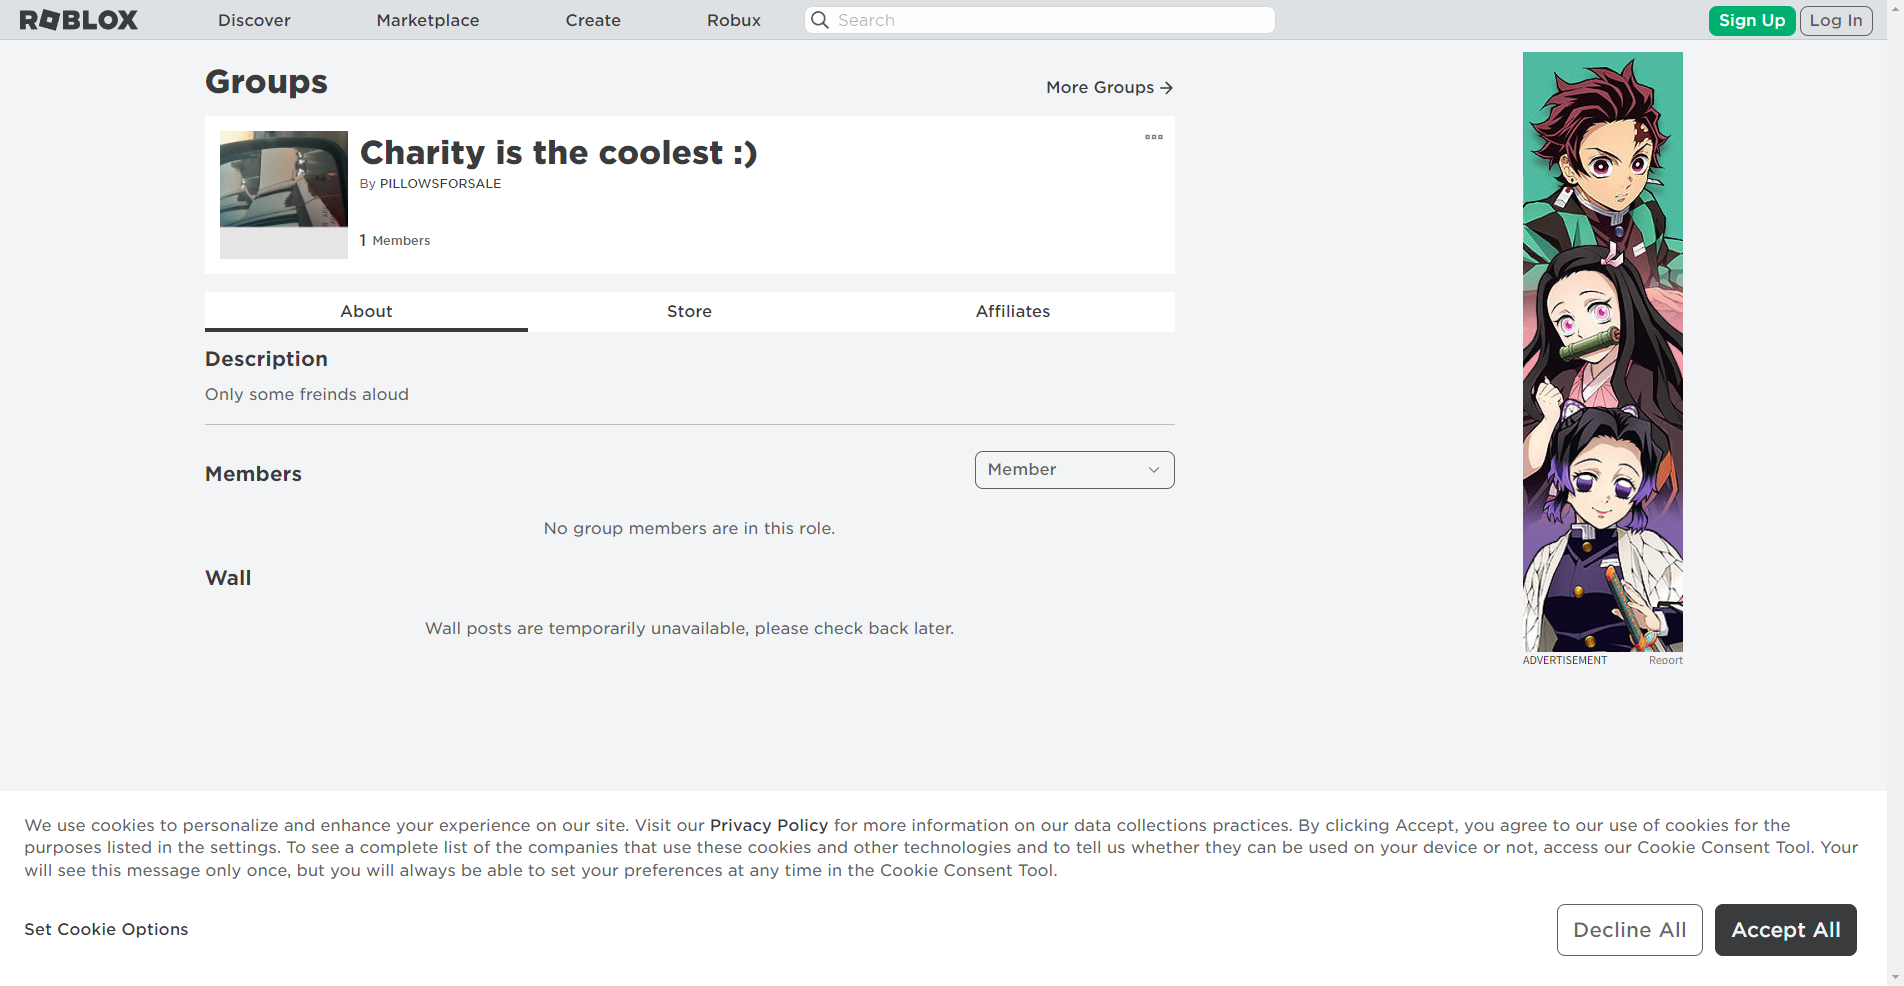 ROBLOX
Discover
Marketplace
Create
Robux
Search
Sign Up
Log In
Groups
More Groups →
Charity is the coolest :)
By PILLOWSFORSALE
1 Members
About
Store
Affiliates
Description
Only some freinds aloud
Members
Member
No group members are in this role.
Wall
Wall posts are temporarily unavailable, please check back later.
ADVERTISEMENT
Report
We use cookies to personalize and enhance your experience on our site. Visit our Privacy Policy for more information on our data collections practices. By clicking Accept, you agree to our use of cookies for the
purposes listed in the settings. To see a complete list of the companies that use these cookies and other technologies and to tell us whether they can be used on your device or not, access our Cookie Consent Tool. Your
will see this message only once, but you will always be able to set your preferences at any time in the Cookie Consent Tool.
Set Cookie Options
Decline All
Accept All